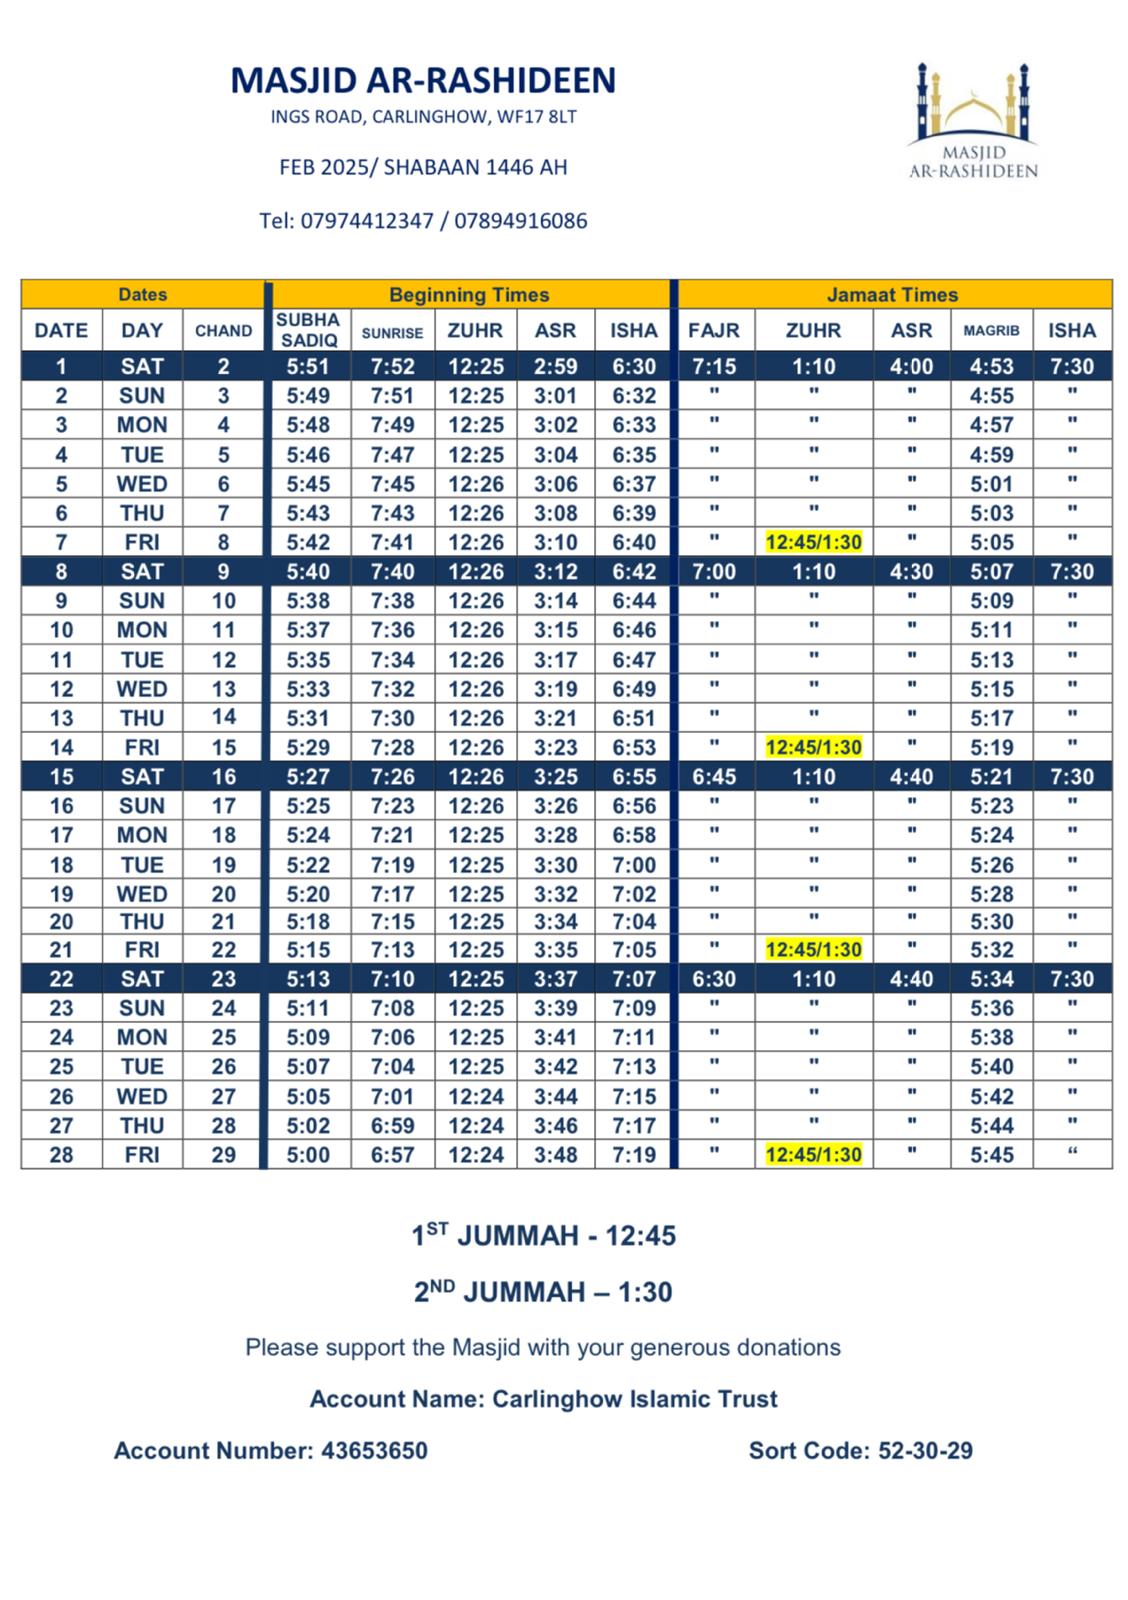 MASJID AR-RASHIDEEN
INGS ROAD, CARLINGHOW, WF17 8LT
FEB 2025/ SHABAAN 1446 AH
Tel: 07974412347 / 07894916086
MASJID
AR-RASHIDEEN
Dates Beginning Times Jamaat Times
DATE DAY CHAND SUBHA SADIQ SUNRISE ZUHR ASR ISHA FAJR ZUHR ASR MAGRIB ISHA
1 SAT 2 5:51 7:52 12:25 2:59 6:30 7:15 1:10 4:00 4:53 7:30
2 SUN 3 5:49 7:51 12:25 3:01 6:32 " " " 4:55 "
3 MON 4 5:48 7:49 12:25 3:02 6:33 " " " 4:57 "
4 TUE 5 5:46 7:47 12:25 3:04 6:35 " " " 4:59 "
5 WED 6 5:45 7:45 12:26 3:06 6:37 " " " 5:01 "
6 THU 7 5:43 7:43 12:26 3:08 6:39 " " " 5:03 "
7 FRI 8 5:42 7:41 12:26 3:10 6:40 " 12:45/1:30 " 5:05 "
8 SAT 9 5:40 7:40 12:26 3:12 6:42 7:00 1:10 4:30 5:07 7:30
9 SUN 10 5:38 7:38 12:26 3:14 6:44 " " " 5:09 "
10 MON 11 5:37 7:36 12:26 3:15 6:46 " " " 5:11 "
11 TUE 12 5:35 7:34 12:26 3:17 6:47 " " " 5:13 "
12 WED 13 5:33 7:32 12:26 3:19 6:49 " " " 5:15 "
13 THU 14 5:31 7:30 12:26 3:21 6:51 " " " 5:17 "
14 FRI 15 5:29 7:28 12:26 3:23 6:53 " 12:45/1:30 " 5:19 "
15 SAT 16 5:27 7:26 12:26 3:25 6:55 6:45 1:10 4:40 5:21 7:30
16 SUN 17 5:25 7:23 12:26 3:26 6:56 " " " 5:23 "
17 MON 18 5:24 7:21 12:25 3:28 6:58 " " " 5:24 "
18 TUE 19 5:22 7:19 12:25 3:30 7:00 " " " 5:26 "
19 WED 20 5:20 7:17 12:25 3:32 7:02 " " " 5:28 "
20 THU 21 5:18 7:15 12:25 3:34 7:04 " " " 5:30 "
21 FRI 22 5:15 7:13 12:25 3:35 7:05 " 12:45/1:30 " 5:32 "
22 SAT 23 5:13 7:10 12:25 3:37 7:07 6:30 1:10 4:40 5:34 7:30
23 SUN 24 5:11 7:08 12:25 3:39 7:09 " " " 5:36 "
24 MON 25 5:09 7:06 12:25 3:41 7:11 " " " 5:38 "
25 TUE 26 5:07 7:04 12:25 3:42 7:13 " " " 5:40 "
26 WED 27 5:05 7:01 12:24 3:44 7:15 " " " 5:42 "
27 THU 28 5:02 6:59 12:24 3:46 7:17 " " " 5:44 "
28 FRI 29 5:00 6:57 12:24 3:48 7:19 " 12:45/1:30 " 5:45 “
1ST JUMMAH - 12:45
2ND JUMMAH – 1:30
Please support the Masjid with your generous donations
Account Name: Carlinghow Islamic Trust
Account Number: 43653650 Sort Code: 52-30-29